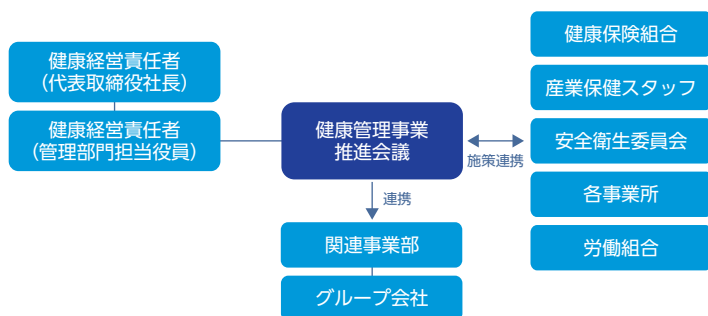 健康経営責任者
（代表取締役社長）
健康経営責任者
（管理部門担当役員）
健康管理事業
推進会議
施策連携
連携
関連事業部
グループ会社
健康保険組合
産業保健スタッフ
安全衛生委員会
各事業所
労働組合